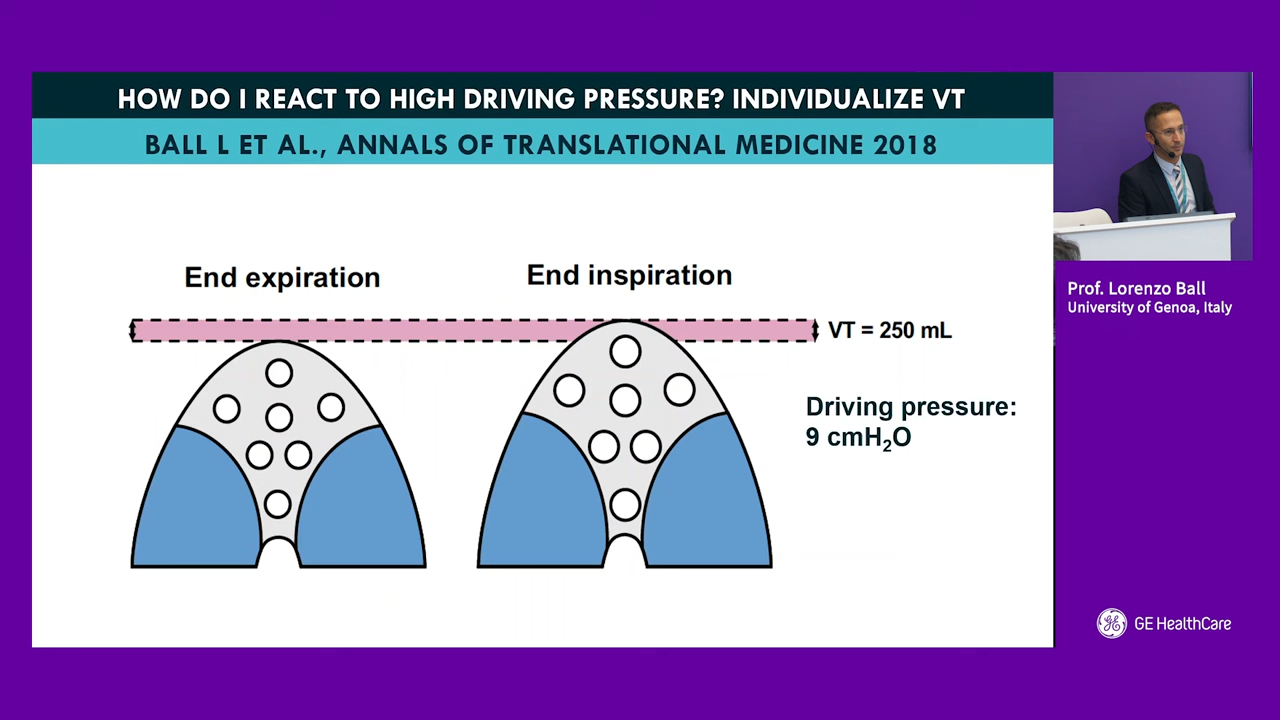 HOW DO I REACT TO HIGH DRIVING PRESSURE? INDIVIDUALIZE VT
BALL L ET AL., ANNALS OF TRANSLATIONAL MEDICINE 2018
End expiration
End inspiration
VT = 250 mL
Driving pressure:
9 cmH₂O
Prof. Lorenzo Ball
University of Genoa, Italy
GE HealthCare